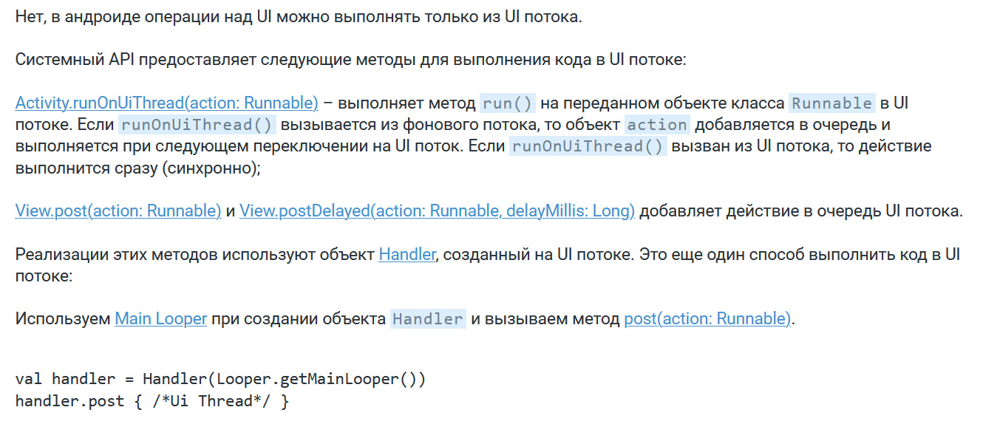 Нет, в андроиде операции над UI можно выполнять только из UI потока.
Системный API предоставляет следующие методы для выполнения кода в UI потоке:
Activity.runOnUiThread(action: Runnable) – выполняет метод run() на переданном объекте класса Runnable в UI
потоке. Если runOnUiThread() вызывается из фонового потока, то объект action добавляется в очередь и
выполняется при следующем переключении на UI поток. Если runOnUiThread() вызван из UI потока, то действие
выполнится сразу (синхронно);
View.post(action: Runnable) и View.postDelayed(action: Runnable, delayMillis: Long) добавляет действие в очередь UI потока.
Реализации этих методов используют объект Handler, созданный на UI потоке. Это еще один способ выполнить код в UI
потоке:
Используем Main Looper при создании объекта Handler и вызываем метод post(action: Runnable).
val handler = Handler(Looper.getMainLooper())
handler.post { /*Ui Thread*/ }